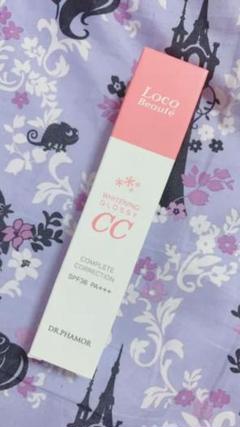 LOCO
Beauté
WHITENING
GLOSSY
CC
COMPLETE
CORRECTION
SPF36 PA+++
DR.PHAMOR